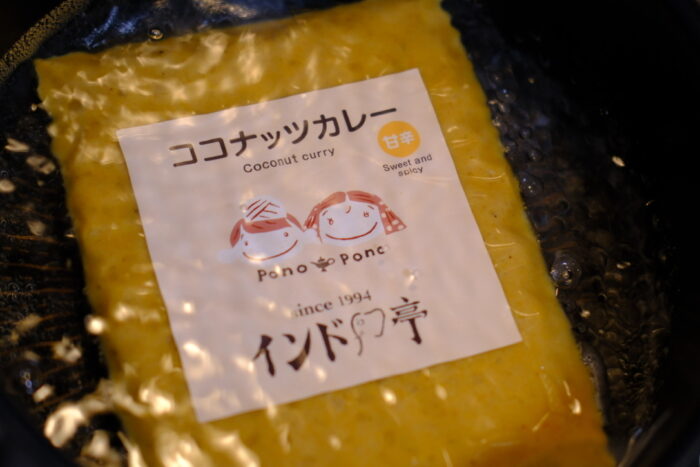 ココナッツカレー
Coconut curry
甘辛
Sweet and
spicy
Pono Pono
since 1994
インド 亭